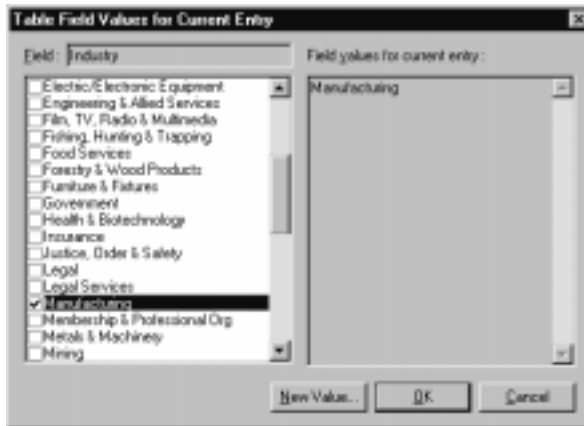 Table Field Values for Current Entry
Field: Industry
Field values for current entry:
Electric/Electronic Equipment
Engineering & Allied Services
Film, TV, Radio & Multimedia
Fishing, Hunting & Trapping
Food Services
Forestry & Wood Products
Furniture & Fixtures
Government
Health & Biotechnology
Insurance
Justice, Order & Safety
Legal
Legal Services
Manufacturing
Membership & Professional Org
Metals & Machinery
Mining
Manufacturing
New Value...
OK
Cancel